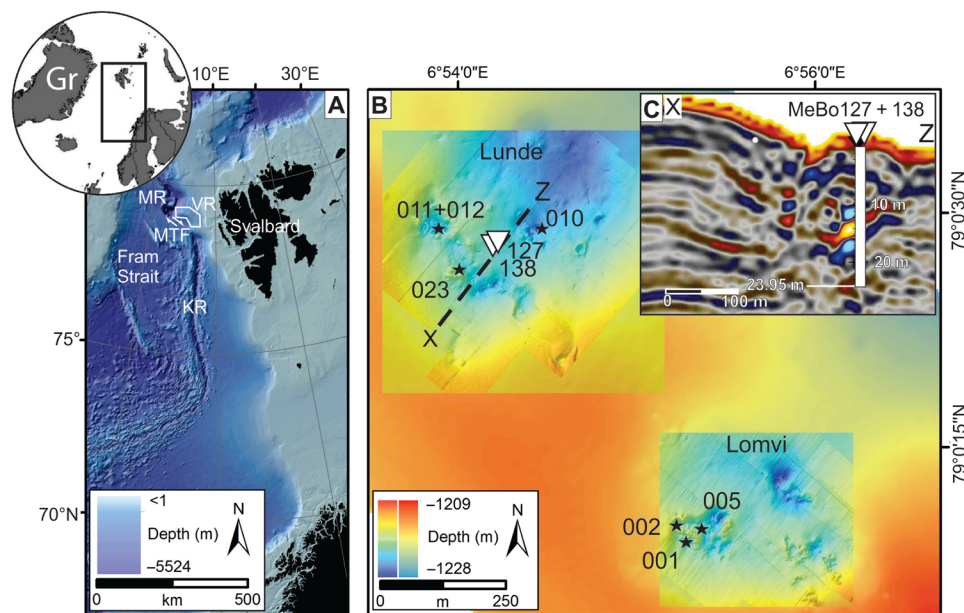 Gr
10°E
30°E
A
MR
VR
MTF
Svalbard
Fram
Strait
KR
75°
70°N
<1
Depth (m)
–5524
N
0
500
km
6°54'0"E
6°56'0"E
B
Lunde
Z
011+012
010
127
138
023
X
Lomvi
005
002
001
–1209
Depth (m)
–1228
N
0
250
m
C
X
MeBo127 + 138
Z
10 m
20 m
23.95 m
0
100 m
79°0'30"N
79°0'15"N